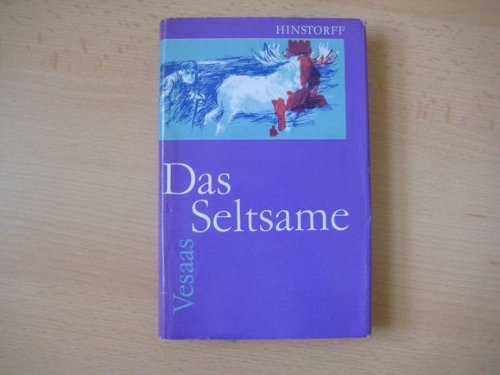 HINSTORFF
Das
Seltsame
Vesaas